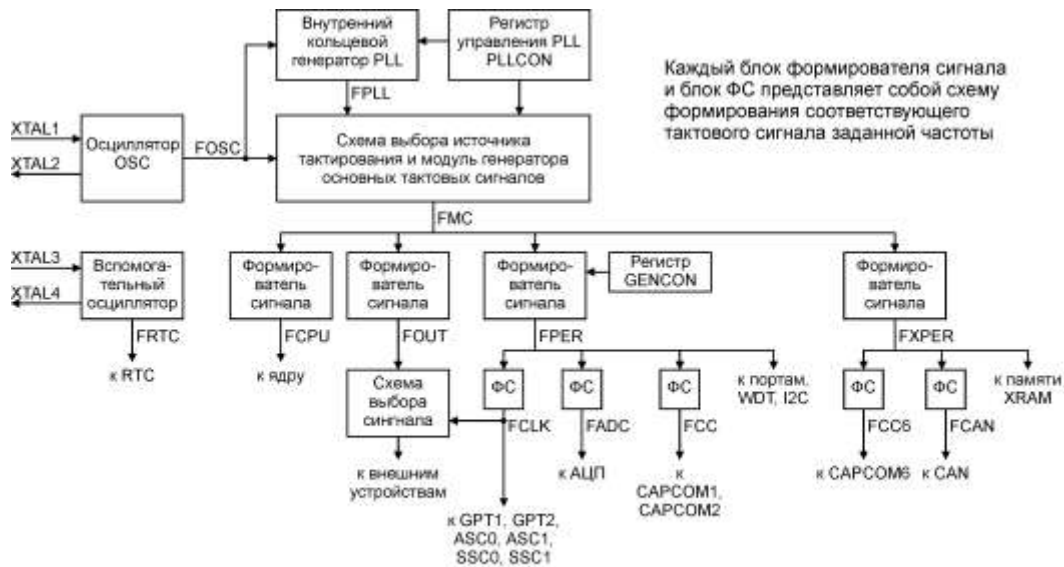 Внутренний
кольцевой
генератор PLL
Регистр
управления PLL
PLLCON
Каждый блок формирователя сигнала
и блок ФС представляет собой схему
формирования соответствующего
тактового сигнала заданной частоты
FPLL
XTAL1
XTAL2
Осциллятор
OSC
FOSC
Схема выбора источника
тактирования и модуль генератора
основных тактовых сигналов
FMC
XTAL3
XTAL4
Вспомога-
тельный
осциллятор
Формиро-
ватель
сигнала
Формиро-
ватель
сигнала
Формиро-
ватель
сигнала
Регистр
GENCON
Формиро-
ватель
сигнала
FRTC
FCPU
FOUT
FPER
FXPER
к RTC
к ядру
Схема
выбора
сингнала
ФС
ФС
ФС
к портам,
WDT, I2C
ФС
ФС
к памяти
XRAM
FCLK
FADC
FCC
FCC6
FCAN
к внешним
устройствам
к АЦП
к
CAPCOM1,
CAPCOM2
к CAPCOM6
к CAN
к GPT1, GPT2,
ASC0, ASC1,
SSC0, SSC1